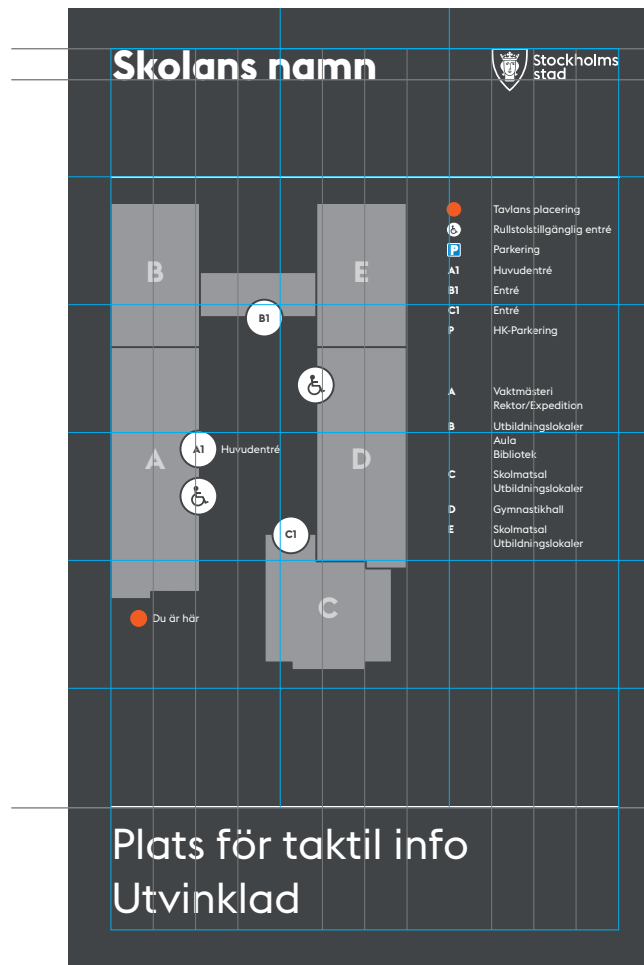 Skolans namn
Stockholms
stad
B
E
B1
A
A1 Huvudentré
D
C1
C
Du är här
Tavlans placering
Rullstolstillgänglig entré
P Parkering
A1 Huvudentré
B1 Entré
C1 Entré
P HK-Parkering
A Vaktmästeri
Rektor/Expedition
B Utbildningslokaler
Aula
Bibliotek
C Skolmatsal
Utbildningslokaler
D Gymnastikhall
E Skolmatsal
Utbildningslokaler
Plats för taktil info
Utvinklad